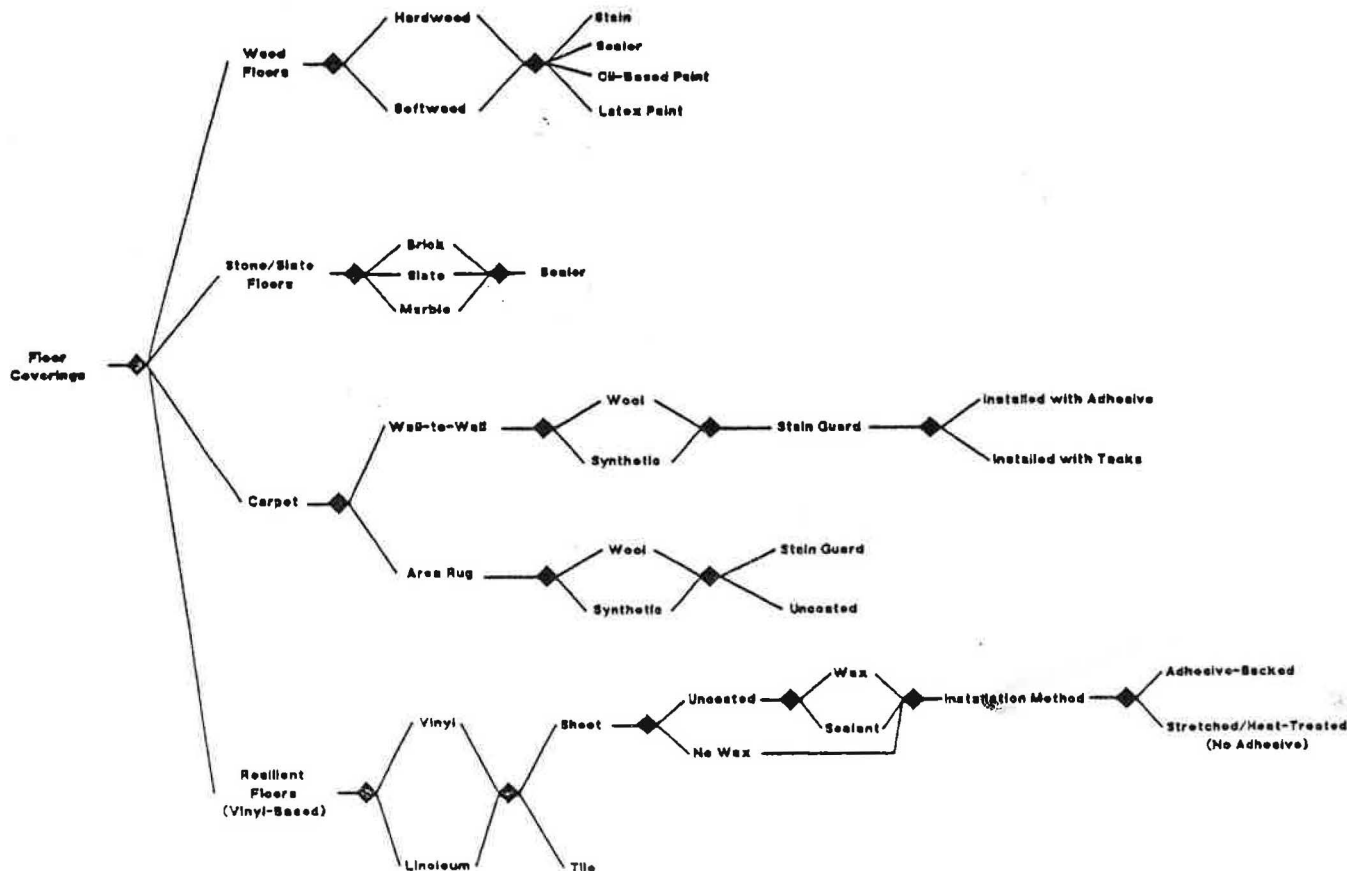 Hardwood
Stain
Sealer
Wood
Floors
Oil-Based Paint
Softwood
Latex Paint
Brick
Stone/Slate
Floors
Slate
Sealer
Marble
Floor
Coverings
Wall-to-Wall
Wool
Synthetic
Stain Guard
Installed with Adhesive
Installed with Tacks
Carpet
Area Rug
Wool
Synthetic
Stain Guard
Uncoated
Resilient
Floors
(Vinyl-Based)
Vinyl
Linoleum
Sheet
Tile
Uncoated
No Wax
Wax
Sealant
Installation Method
Adhesive-Backed
Stretched/Heat-Treated
(No Adhesive)